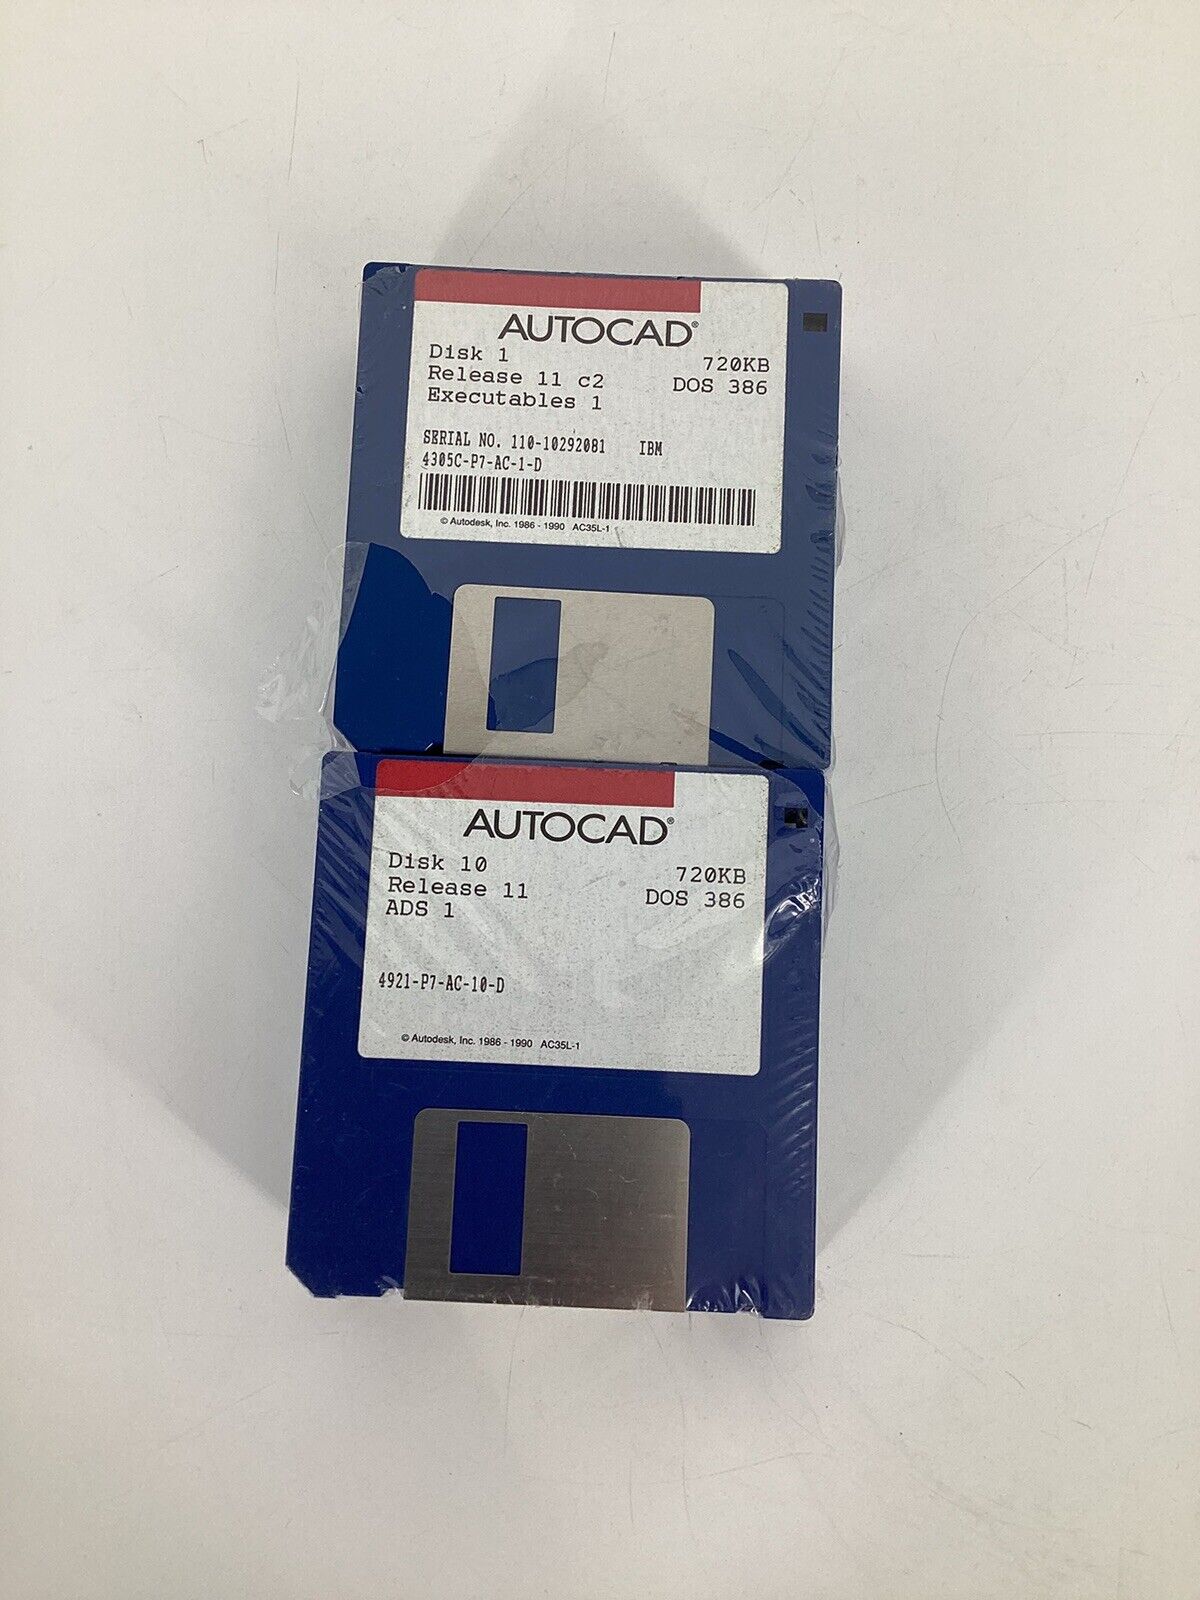 AUTOCAD®
Disk 1 720KB
Release 11 c2 DOS 386
Executables 1
SERIAL NO. 110-10292081 IBM
4305C-P7-AC-1-D
© Autodesk, Inc. 1986 - 1990 AC35L-1
AUTOCAD®
Disk 10 720KB
Release 11 DOS 386
ADS 1
4921-P7-AC-10-D
© Autodesk, Inc. 1986 - 1990 AC35L-1